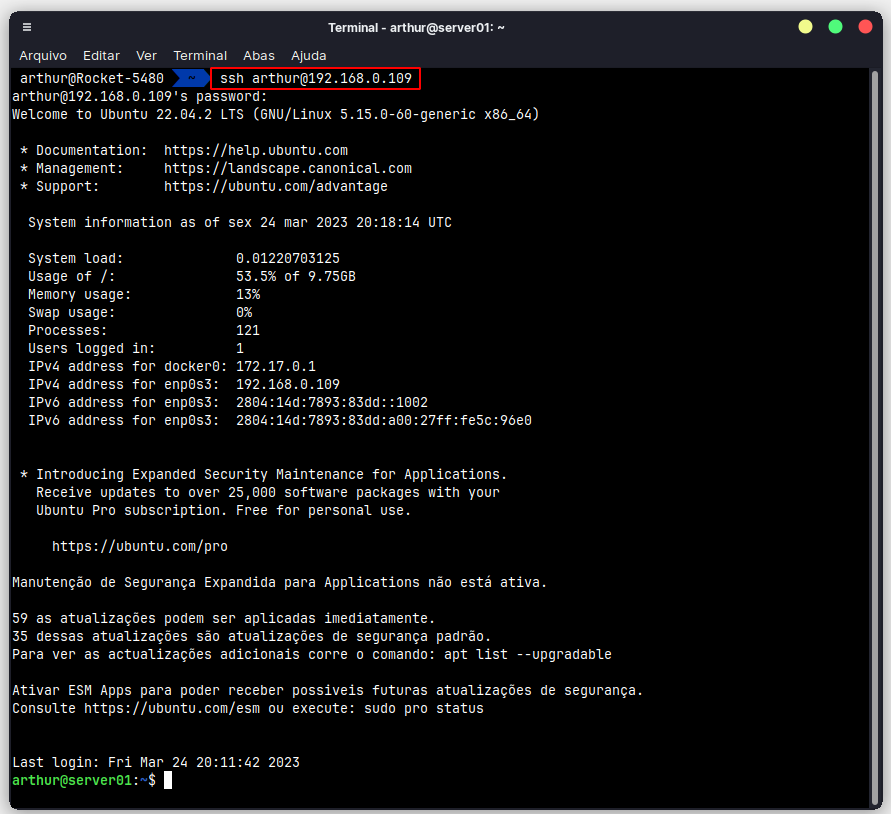 Terminal - arthur@server01: ~
Arquivo Editar Ver Terminal Abas Ajuda
arthur@Rocket-5480 ~ ssh arthur@192.168.0.109
arthur@192.168.0.109's password:
Welcome to Ubuntu 22.04.2 LTS (GNU/Linux 5.15.0-60-generic x86_64)
* Documentation: https://help.ubuntu.com
* Management: https://landscape.canonical.com
* Support: https://ubuntu.com/advantage
System information as of sex 24 mar 2023 20:18:14 UTC
System load: 0.01220703125
Usage of /: 53.5% of 9.75GB
Memory usage: 13%
Swap usage: 0%
Processes: 121
Users logged in: 1
IPv4 address for docker0: 172.17.0.1
IPv4 address for enp0s3: 192.168.0.109
IPv6 address for enp0s3: 2804:14d:7893:83dd::1002
IPv6 address for enp0s3: 2804:14d:7893:83dd:a00:27ff:fe5c:96e0
* Introducing Expanded Security Maintenance for Applications.
Receive updates to over 25,000 software packages with your
Ubuntu Pro subscription. Free for personal use.
https://ubuntu.com/pro
Manutenção de Segurança Expandida para Applications não está ativa.
59 as atualizações podem ser aplicadas imediatamente.
35 dessas atualizações são atualizações de segurança padrão.
Para ver as actualizações adicionais corre o comando: apt list --upgradable
Ativar ESM Apps para poder receber possiveis futuras atualizações de segurança.
Consulte https://ubuntu.com/esm ou execute: sudo pro status
Last login: Fri Mar 24 20:11:42 2023
arthur@server01:~$